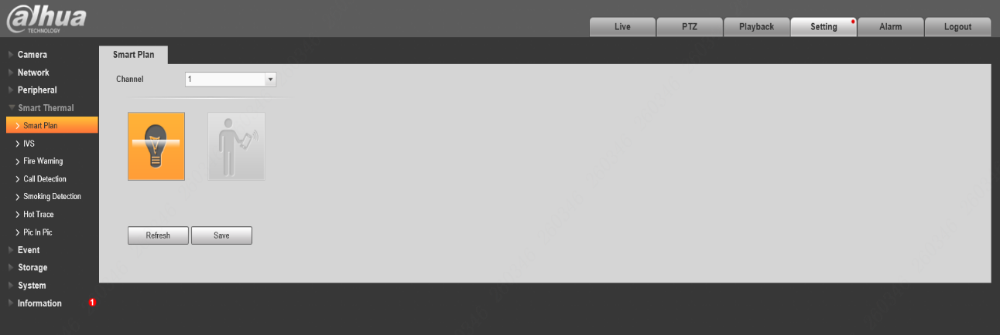 alhua
TECHNOLOGY
Live
PTZ
Playback
Setting
Alarm
Logout
Camera
Network
Peripheral
Smart Thermal
Smart Plan
IVS
Fire Warning
Call Detection
Smoking Detection
Hot Trace
Pic In Pic
Event
Storage
System
Information
1
Smart Plan
Channel
1
Refresh
Save